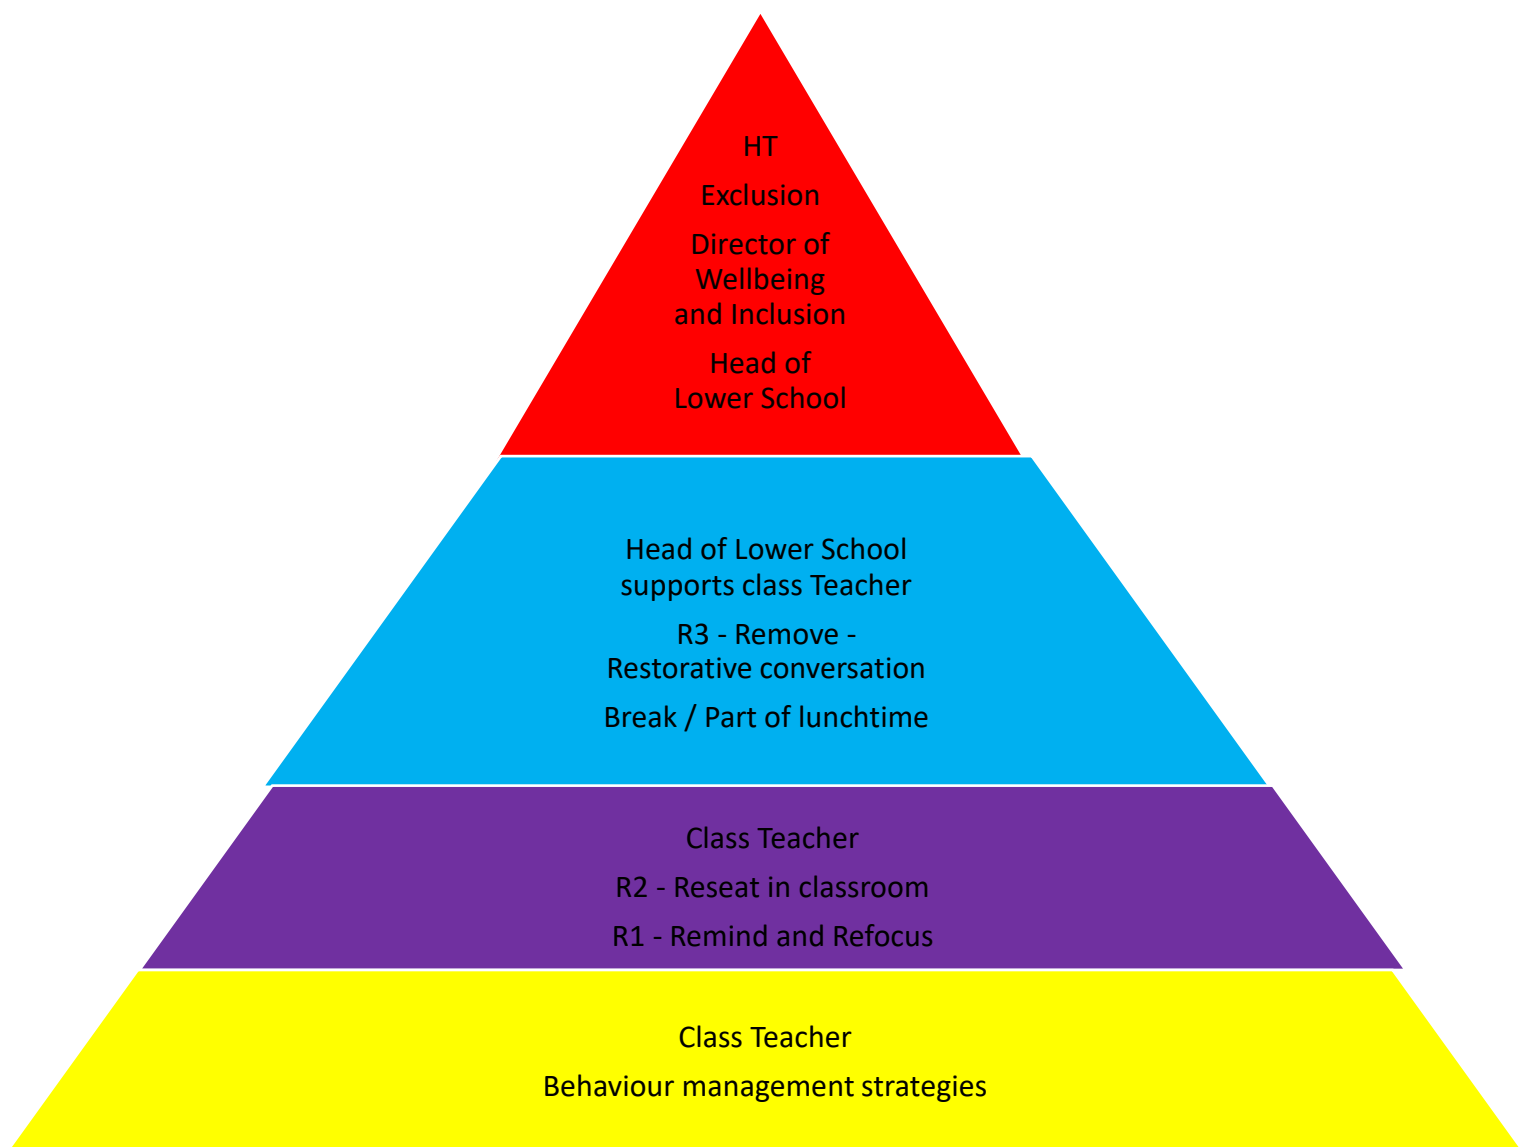 HT
Exclusion
Director of
Wellbeing
and Inclusion
Head of
Lower School
Head of Lower School
supports class Teacher
R3 - Remove -
Restorative conversation
Break / Part of lunchtime
Class Teacher
R2 - Reseat in classroom
R1 - Remind and Refocus
Class Teacher
Behaviour management strategies